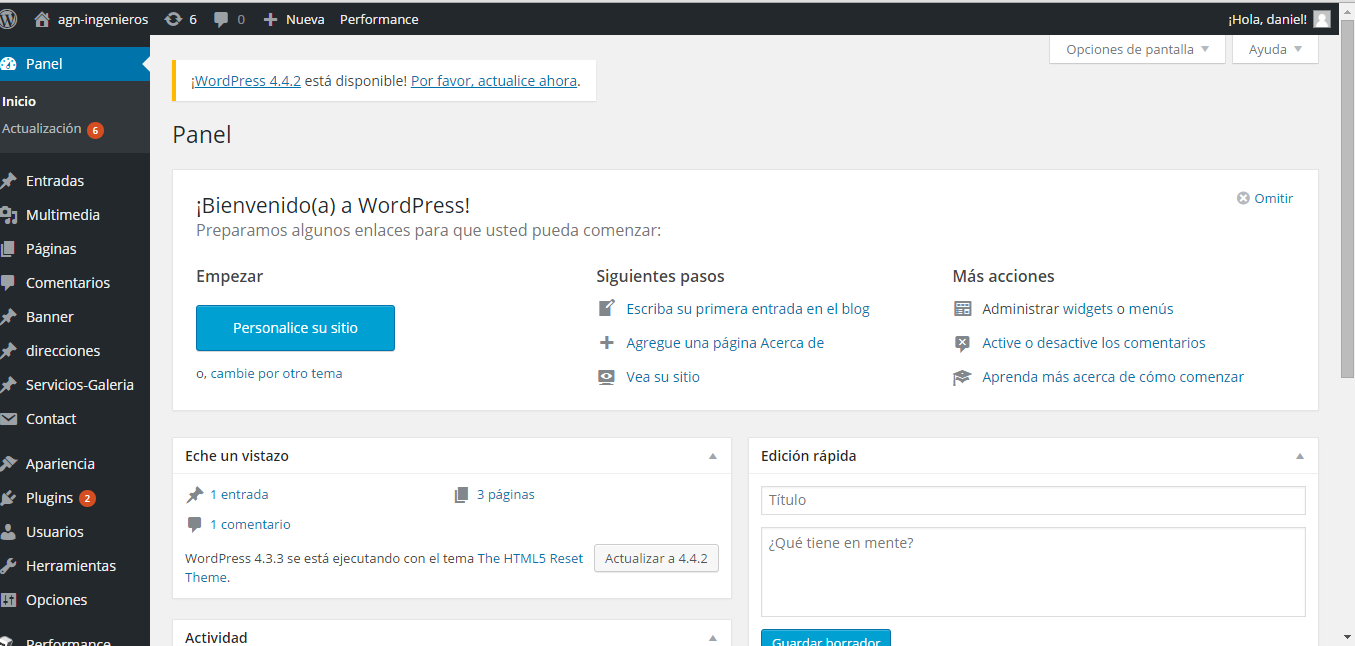 agn-ingenieros 6 0 Nueva Performance ¡Hola, daniel!
Opciones de pantalla Ayuda
Panel
Inicio
Actualización 6
Entradas
Multimedia
Páginas
Comentarios
Banner
direcciones
Servicios-Galeria
Contact
Apariencia
Plugins 2
Usuarios
Herramientas
Opciones
Performance
¡WordPress 4.4.2 está disponible! Por favor, actualice ahora.
Panel
¡Bienvenido(a) a WordPress!
Omitir
Preparamos algunos enlaces para que usted pueda comenzar:
Empezar
Personalice su sitio
o, cambie por otro tema
Siguientes pasos
Escriba su primera entrada en el blog
Agregue una página Acerca de
Vea su sitio
Más acciones
Administrar widgets o menús
Active o desactive los comentarios
Aprenda más acerca de cómo comenzar
Eche un vistazo
1 entrada
3 páginas
1 comentario
WordPress 4.3.3 se está ejecutando con el tema The HTML5 Reset
Theme.
Actualizar a 4.4.2
Actividad
Edición rápida
Título
¿Qué tiene en mente?
Guardar borrador